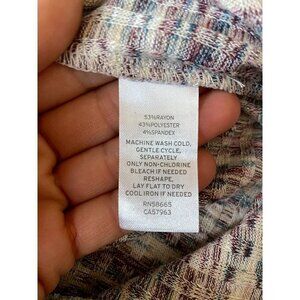 53%RAYON
43%POLYESTER
4%SPANDEX
MACHINE WASH COLD,
GENTLE CYCLE,
SEPARATELY
ONLY NON-CHLORINE
BLEACH IF NEEDED
RESHAPE,
LAY FLAT TO DRY
COOL IRON IF NEEDED
RN58665
CA57963